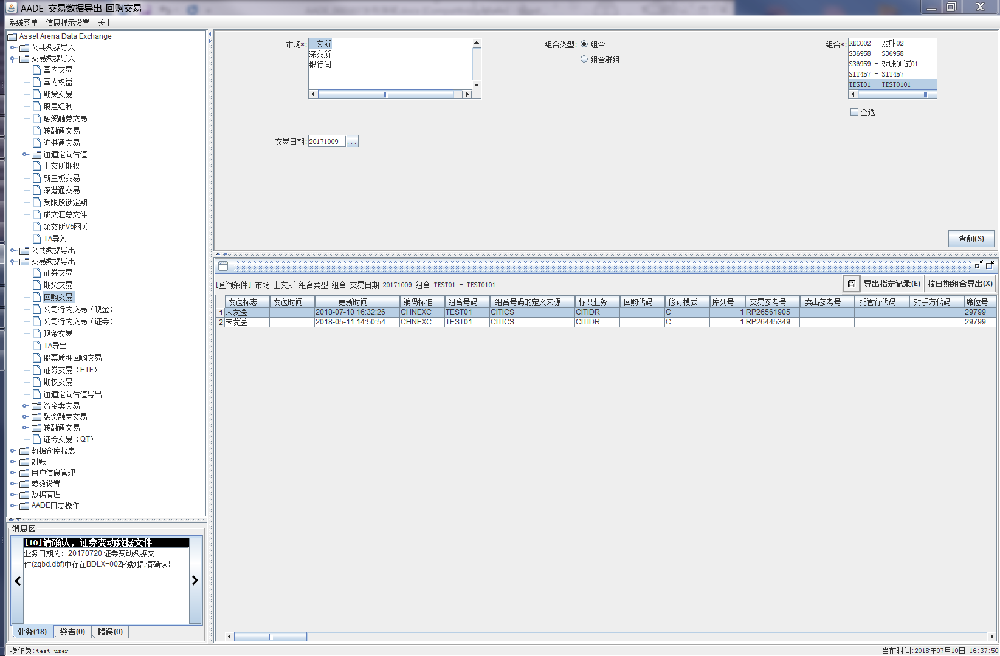 AADE 交易数据导出-回购交易
系统菜单 信息提示设置 关于
Asset Arena Data Exchange
公共数据导入
交易数据导入
国内交易
国内权益
期货交易
股息红利
融资融券交易
转融通交易
沪港通交易
通道定向估值
上交所期权
新三板交易
深港通交易
受限股锁定期
成交汇总文件
深交所V5网关
TA导入
公共数据导出
交易数据导出
证券交易
期货交易
回购交易
公司行为交易（现金）
公司行为交易（证券）
现金交易
TA导出
股票质押回购交易
证券交易（ETF）
期权交易
通道定向估值导出
资金类交易
融资融券交易
转融通交易
证券交易（QT）
数据仓库报表
对账
用户信息管理
参数设置
数据清理
AADE日志操作
消息区
[10]请确认，证券变动数据文件
业务日期为：20170720 证券变动数据文
件(zqbd.dbf)中存在BDLX=00Z的数据,请确认!
业务(18) 警告(0) 错误(0)
市场*: 上交所
深交所
银行间
组合类型: 组合
组合群组
组合*: REC002 - 对账02
S36958 - S36958
S36959 - 对账测试01
SIT457 - SIT457
TEST01 - TEST0101
全选
交易日期: 20171009 ...
查询(S)
[查询条件] 市场:上交所 组合类型:组合 交易日期:20171009 组合:TEST01 - TEST0101
导出指定记录(E) 按日期组合导出(X)
发送标志 发送时间 更新时间 编码标准 组合号码 组合号码的定义来源 标识业务 回购代码 修订模式 序列号 交易参考号 卖出参考号 托管行代码 对手方代码 席位号
1 未发送 2018-07-10 16:32:26 CHNEXC TEST01 CITICS CITIDR C 1 RP26561905 29799
2 未发送 2018-05-11 14:50:54 CHNEXC TEST01 CITICS CITIDR C 1 RP26445349 29799
操作员:test user
当前时间:2018年07月10日 16:37:50